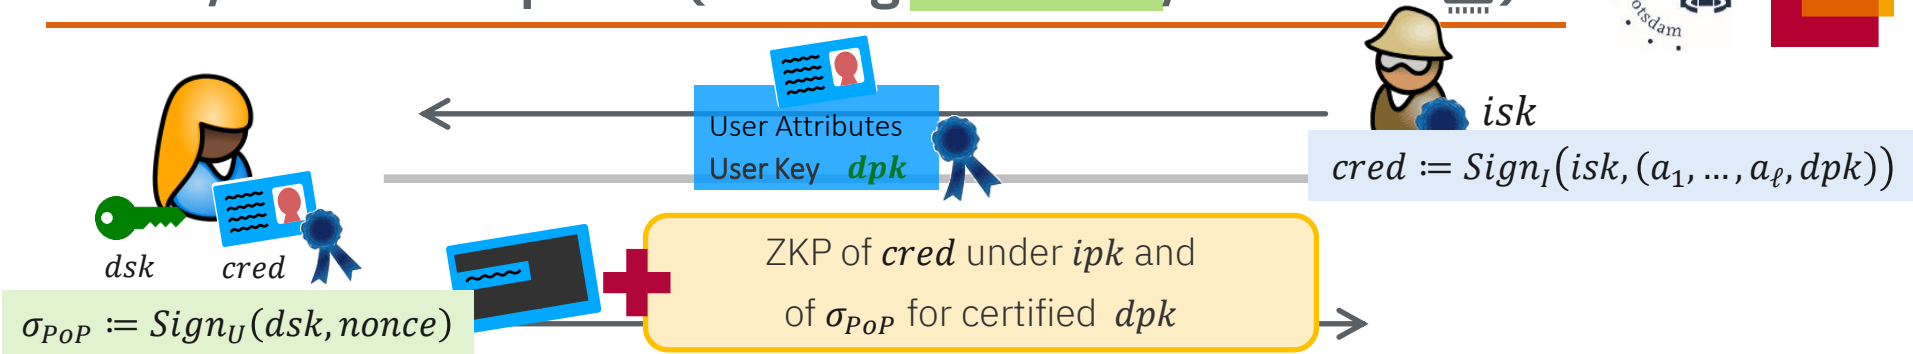 otsdam
User Attributes
User Key dpk
isk
cred ≔ Sign_I(isk, (a_1, …, a_ℓ, dpk))
dsk cred
σ_PoP ≔ Sign_U(dsk, nonce)
ZKP of cred under ipk and
of σ_PoP for certified dpk